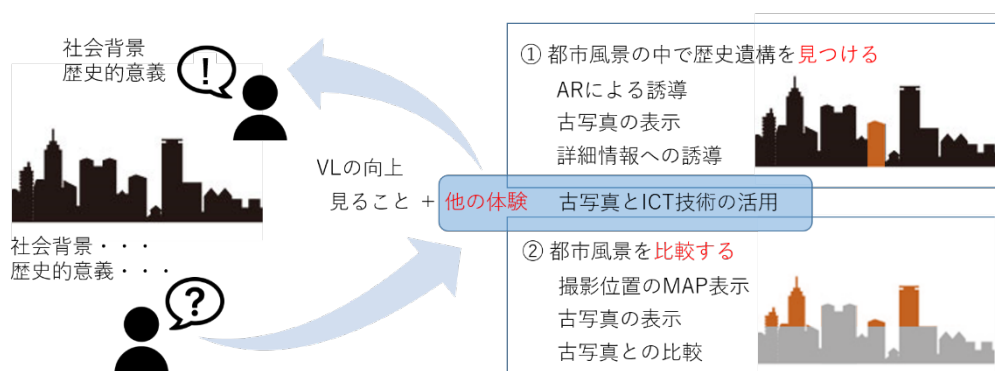 社会背景
歴史的意義
!
社会背景・・・
歴史的意義・・・
?
VLの向上
見ること + 他の体験
古写真とICT技術の活用
① 都市風景の中で歴史遺構を見つける
ARによる誘導
古写真の表示
詳細情報への誘導
② 都市風景を比較する
撮影位置のMAP表示
古写真の表示
古写真との比較